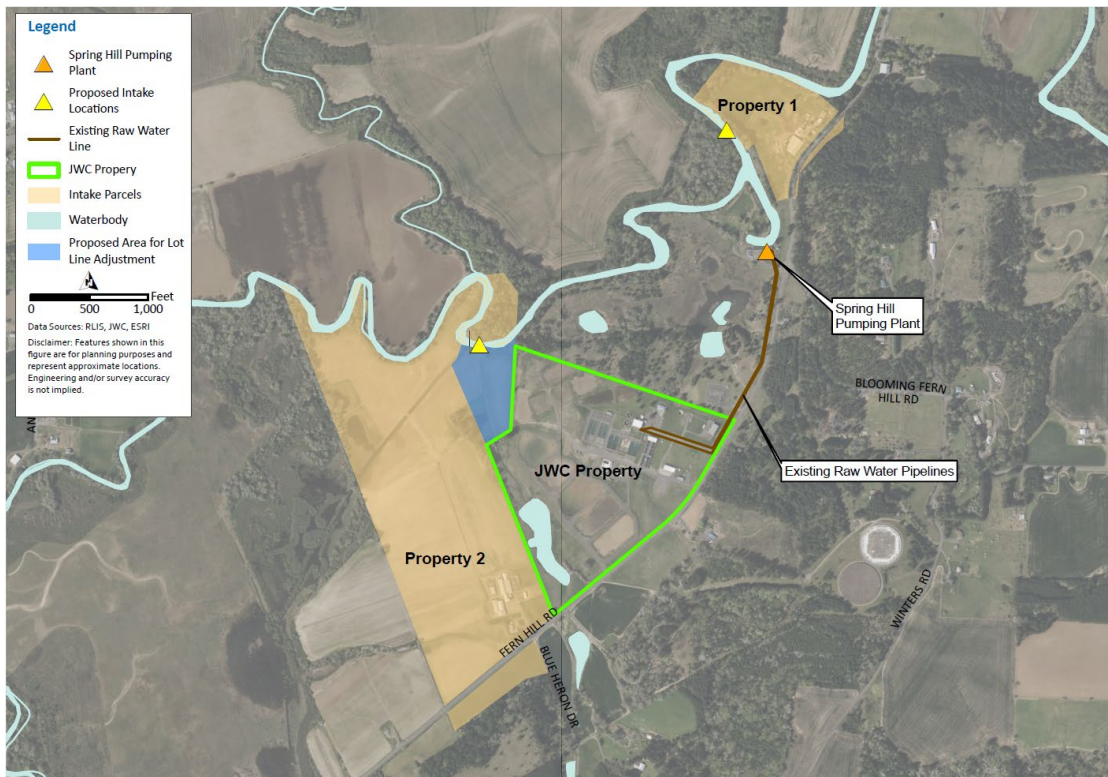 Legend
Spring Hill Pumping
Plant
Proposed Intake
Locations
Existing Raw Water
Line
JWC Propery
Intake Parcels
Waterbody
Proposed Area for Lot
Line Adjustment
N
Feet
0 500 1,000
Data Sources: RLIS, JWC, ESRI
Disclaimer: Features shown in this
figure are for planning purposes and
represent approximate locations.
Engineering and/or survey accuracy
is not implied.
Property 1
Spring Hill
Pumping Plant
BLOOMING FERN
HILL RD
AN
Existing Raw Water Pipelines
JWC Property
Property 2
WINTERS RD
FERN HILL RD
BLUE HERON DR